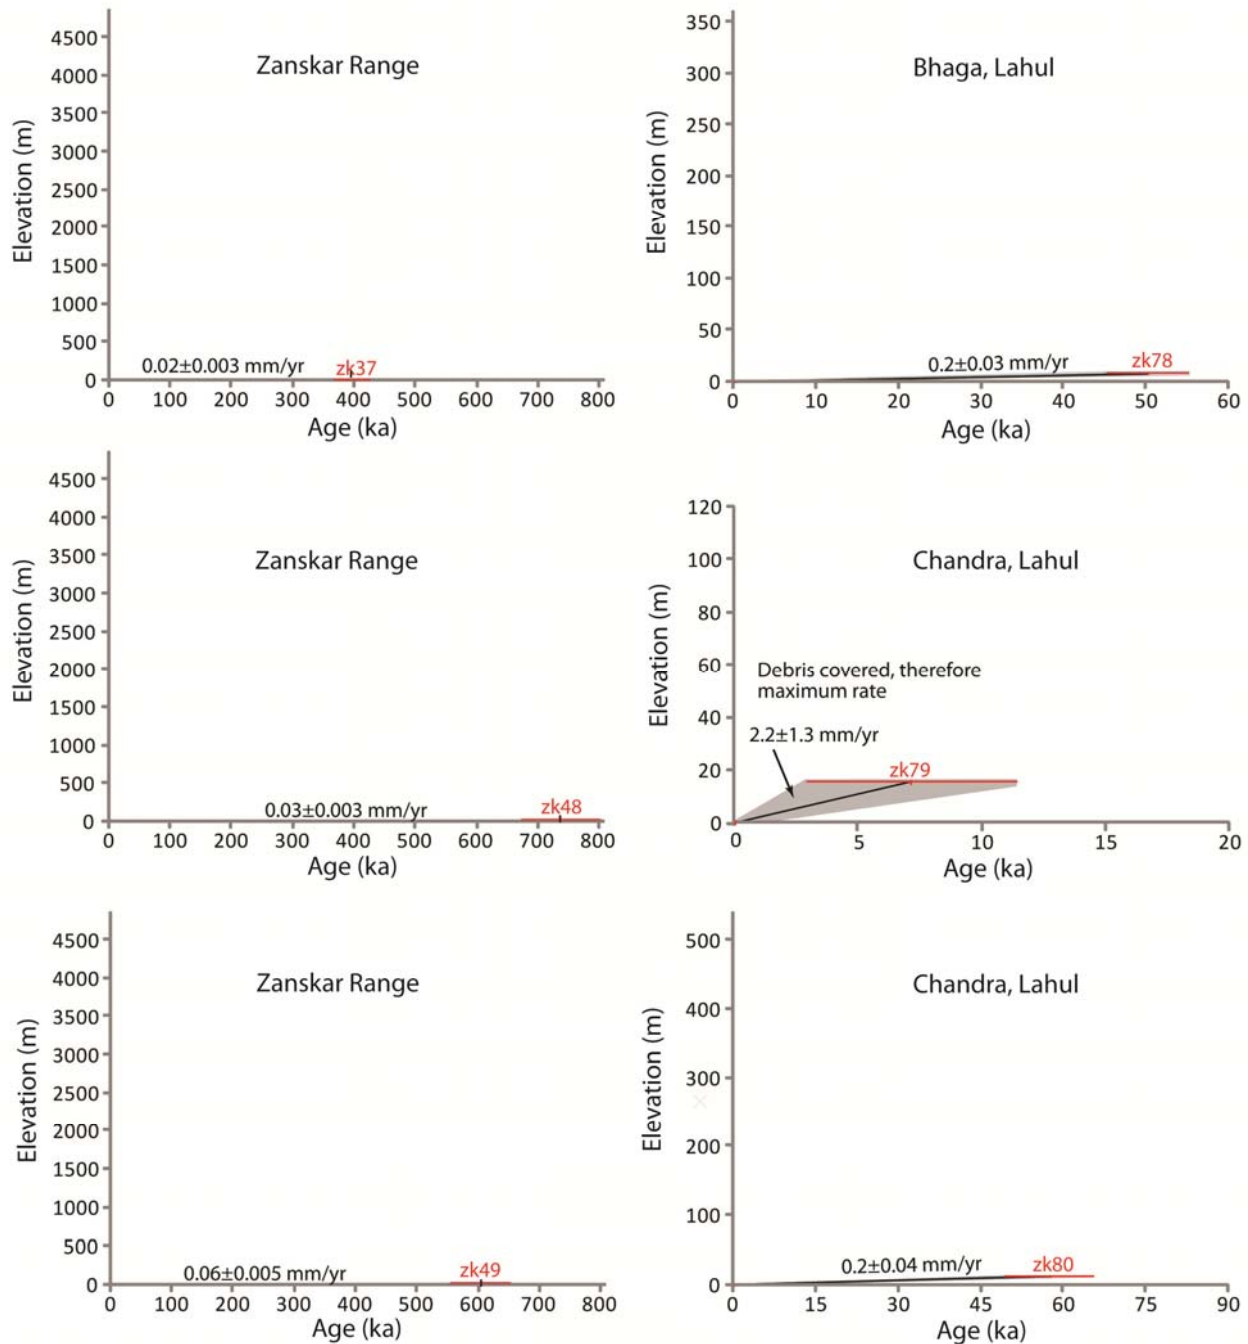 Zanskar Range
Elevation (m)
4500
4000
3500
3000
2500
2000
1500
1000
500
0
0.02±0.003 mm/yr
zk37
0 100 200 300 400 500 600 700 800
Age (ka)
Bhaga, Lahul
Elevation (m)
350
300
250
200
150
100
50
0
0.2±0.03 mm/yr
zk78
0 10 20 30 40 50 60
Age (ka)
Zanskar Range
Elevation (m)
4500
4000
3500
3000
2500
2000
1500
1000
500
0
0.03±0.003 mm/yr
zk48
0 100 200 300 400 500 600 700 800
Age (ka)
Chandra, Lahul
Elevation (m)
120
100
80
60
40
20
0
Debris covered, therefore
maximum rate
2.2±1.3 mm/yr
zk79
0 5 10 15 20
Age (ka)
Zanskar Range
Elevation (m)
4500
4000
3500
3000
2500
2000
1500
1000
500
0
0.06±0.005 mm/yr
zk49
0 100 200 300 400 500 600 700 800
Age (ka)
Chandra, Lahul
Elevation (m)
500
400
300
200
100
0
0.2±0.04 mm/yr
zk80
0 15 30 45 60 75 90
Age (ka)